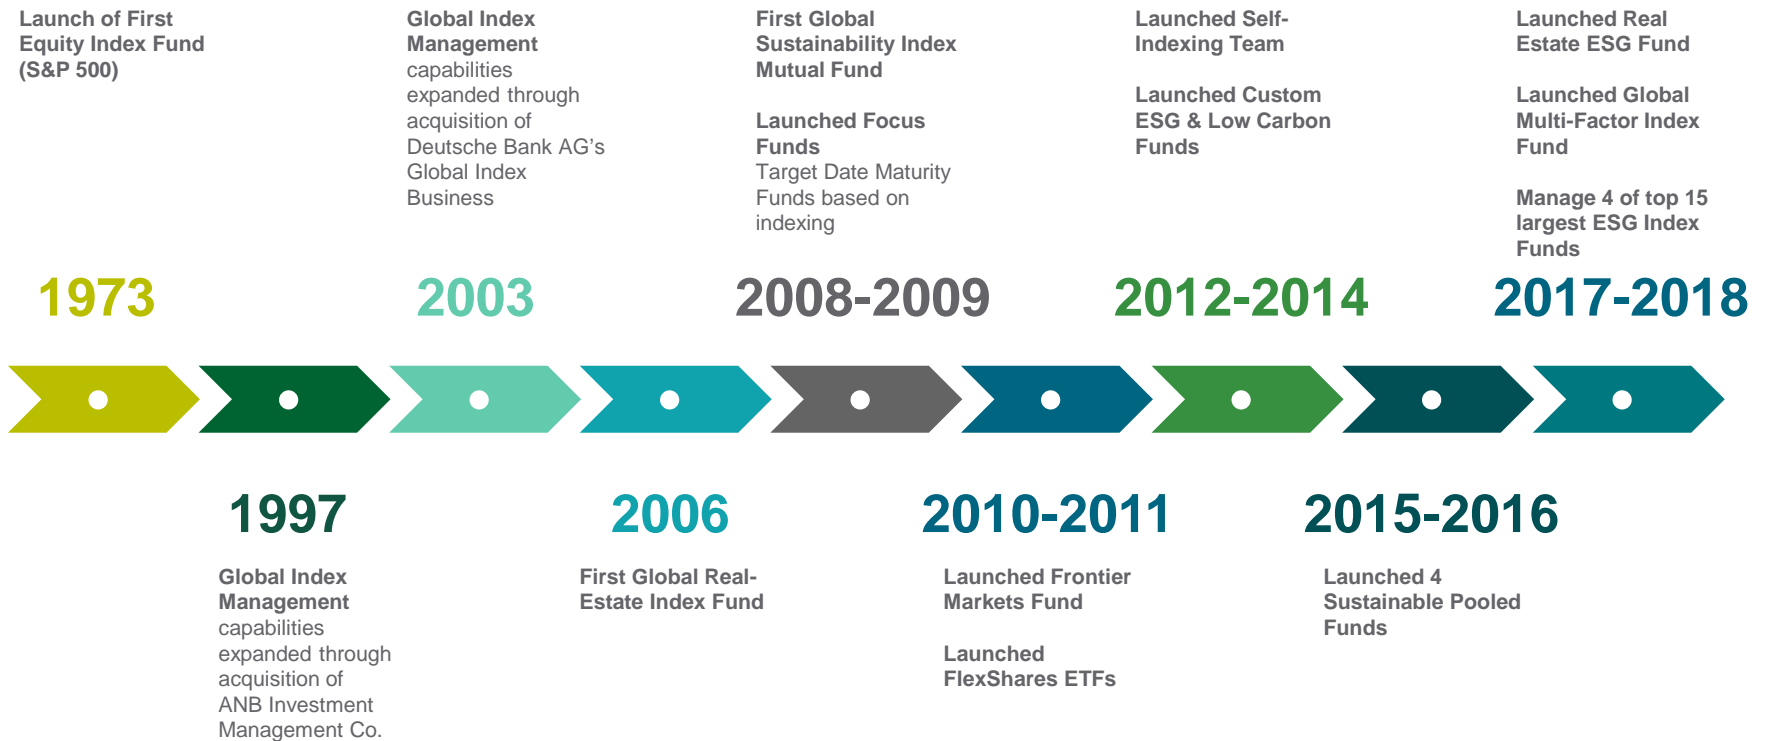 Launch of First
Equity Index Fund
(S&P 500)
1973
Global Index
Management
capabilities
expanded through
acquisition of
ANB Investment
Management Co.
1997
Global Index
Management
capabilities
expanded through
acquisition of
Deutsche Bank AG's
Global Index
Business
2003
2006
First Global Real-
Estate Index Fund
First Global
Sustainability Index
Mutual Fund
Launched Focus
Funds
Target Date Maturity
Funds based on
indexing
2008-2009
2010-2011
Launched Frontier
Markets Fund
Launched
FlexShares ETFs
Launched Self-
Indexing Team
Launched Custom
ESG & Low Carbon
Funds
2012-2014
2015-2016
Launched 4
Sustainable Pooled
Funds
Launched Real
Estate ESG Fund
Launched Global
Multi-Factor Index
Fund
Manage 4 of top 15
largest ESG Index
Funds
2017-2018